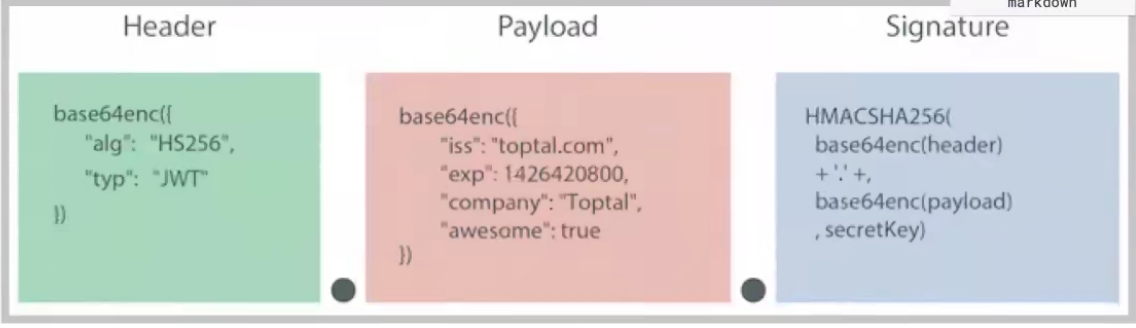 markdown
Header
Payload
Signature
base64enc({
"alg": "HS256",
"typ": "JWT"
})
base64enc({
"iss": "toptal.com",
"exp": 1426420800,
"company": "Toptal",
"awesome": true
})
HMACSHA256(
base64enc(header)
+ '.' +,
base64enc(payload)
, secretKey)